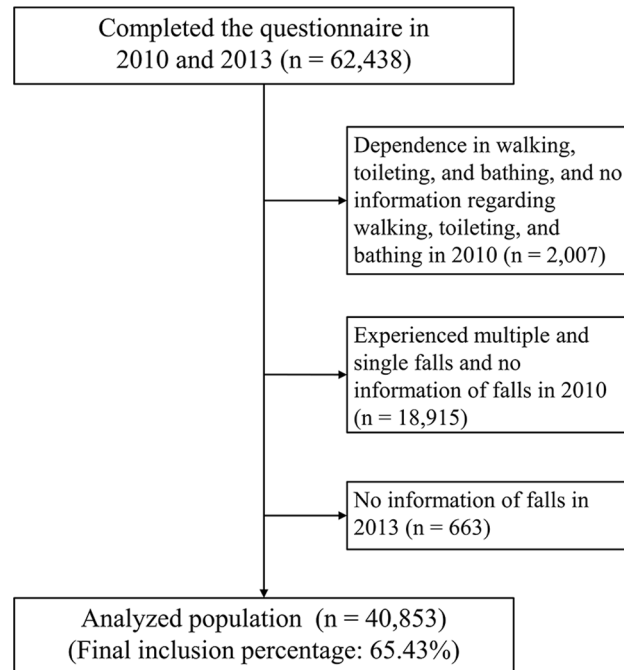 Completed the questionnaire in
2010 and 2013 (n = 62,438)
Dependence in walking,
toileting, and bathing, and no
information regarding
walking, toileting, and
bathing in 2010 (n = 2,007)
Experienced multiple and
single falls and no
information of falls in 2010
(n = 18,915)
No information of falls in
2013 (n = 663)
Analyzed population (n = 40,853)
(Final inclusion percentage: 65.43%)